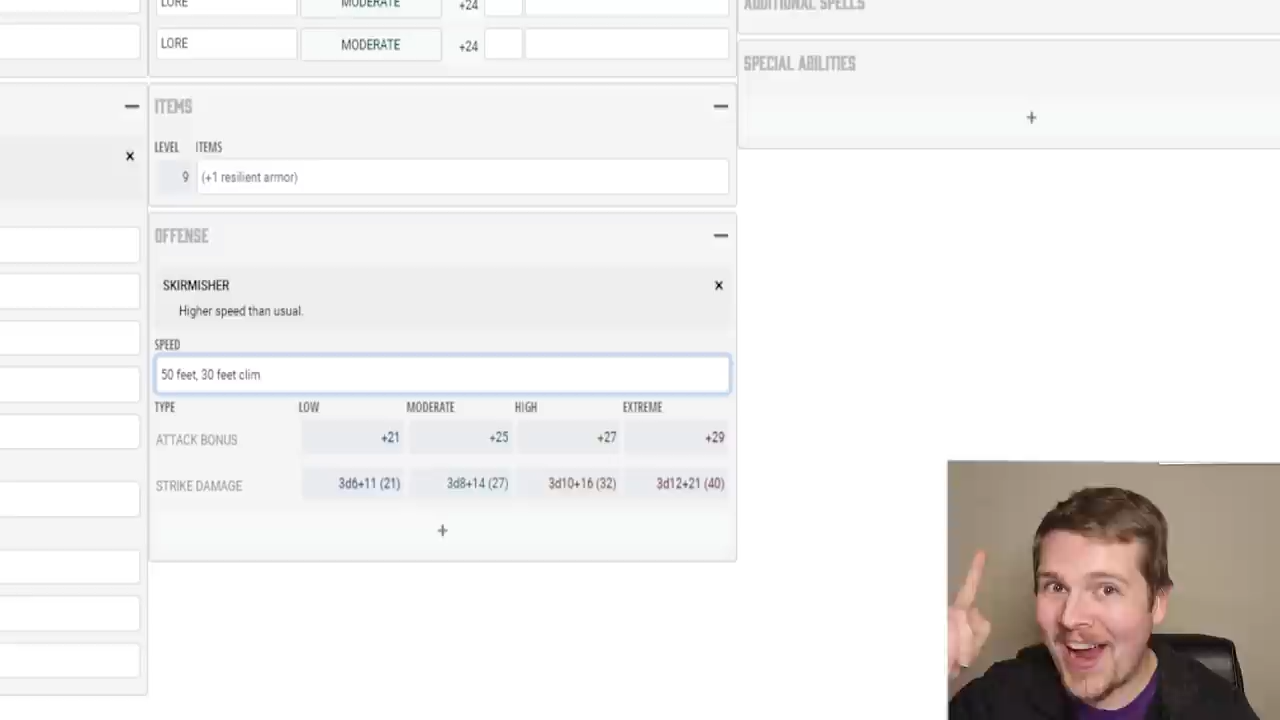 LORE MODERATE +24
LORE MODERATE +24
ITEMS
LEVEL ITEMS
9 (+1 resilient armor)
OFFENSE
SKIRMISHER
Higher speed than usual.
SPEED
50 feet, 30 feet clim
TYPE LOW MODERATE HIGH EXTREME
ATTACK BONUS +21 +25 +27 +29
STRIKE DAMAGE 3d6+11 (21) 3d8+14 (27) 3d10+16 (32) 3d12+21 (40)
+
ADDITIONAL SPELLS
SPECIAL ABILITIES
+